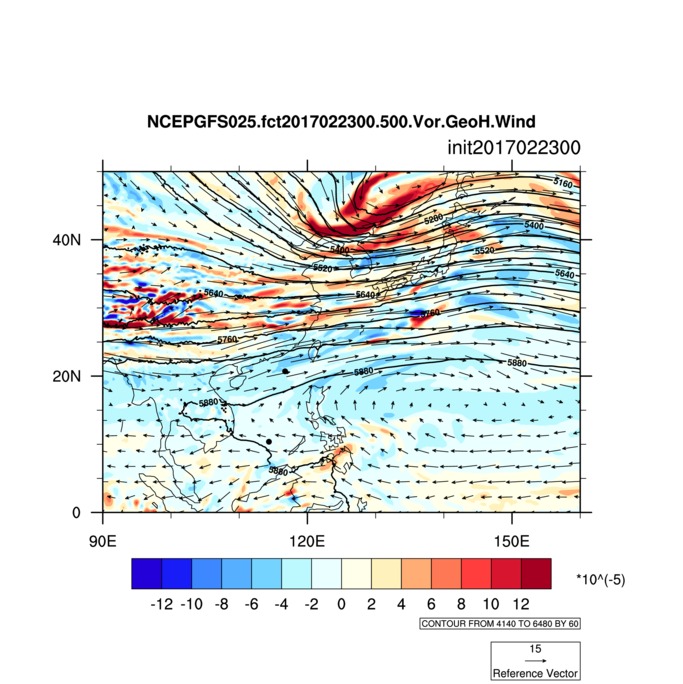 NCEPGFS025.fct2017022300.500.Vor.GeoH.Wind
init2017022300
5160
5280
5400
5400
40N
5520
5520
5640
5640
5640
5760
5760
5880
5880
20N
5880
5880
0
90E 120E 150E
-12 -10 -8 -6 -4 -2 0 2 4 6 8 10 12
*10^(-5)
CONTOUR FROM 4140 TO 6480 BY 60
15
Reference Vector